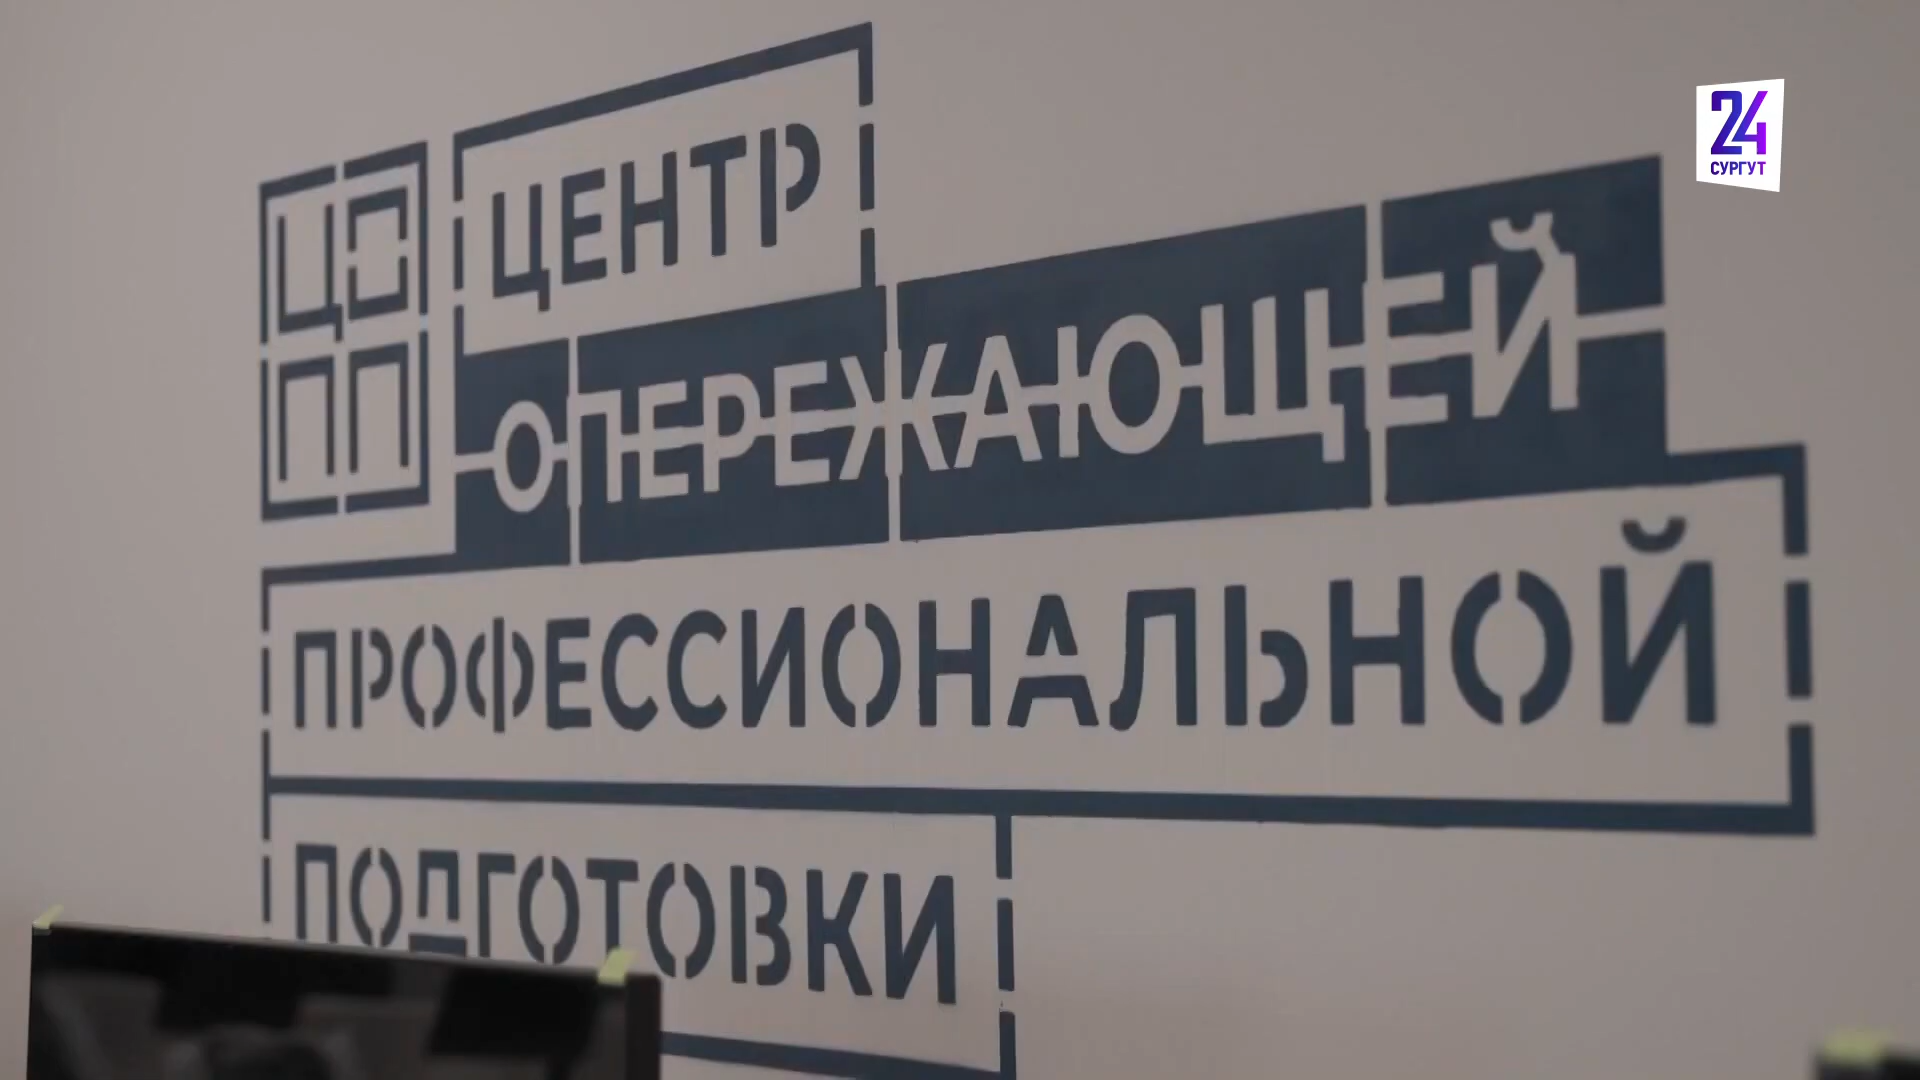 ЦО
ПП
ЦЕНТР
ОПЕРЕЖАЮЩЕЙ
ПРОФЕССИОНАЛЬНОЙ
ПОДГОТОВКИ
24
СУРГУТ